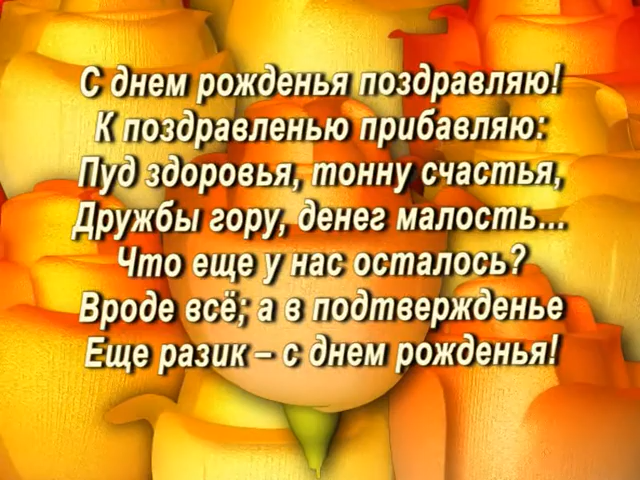 С днем рожденья поздравляю!
К поздравленью прибавляю:
Пуд здоровья, тонну счастья,
Дружбы гору, денег малость...
Что еще у нас осталось?
Вроде всё; а в подтвержденье
Еще разик – с днем рожденья!